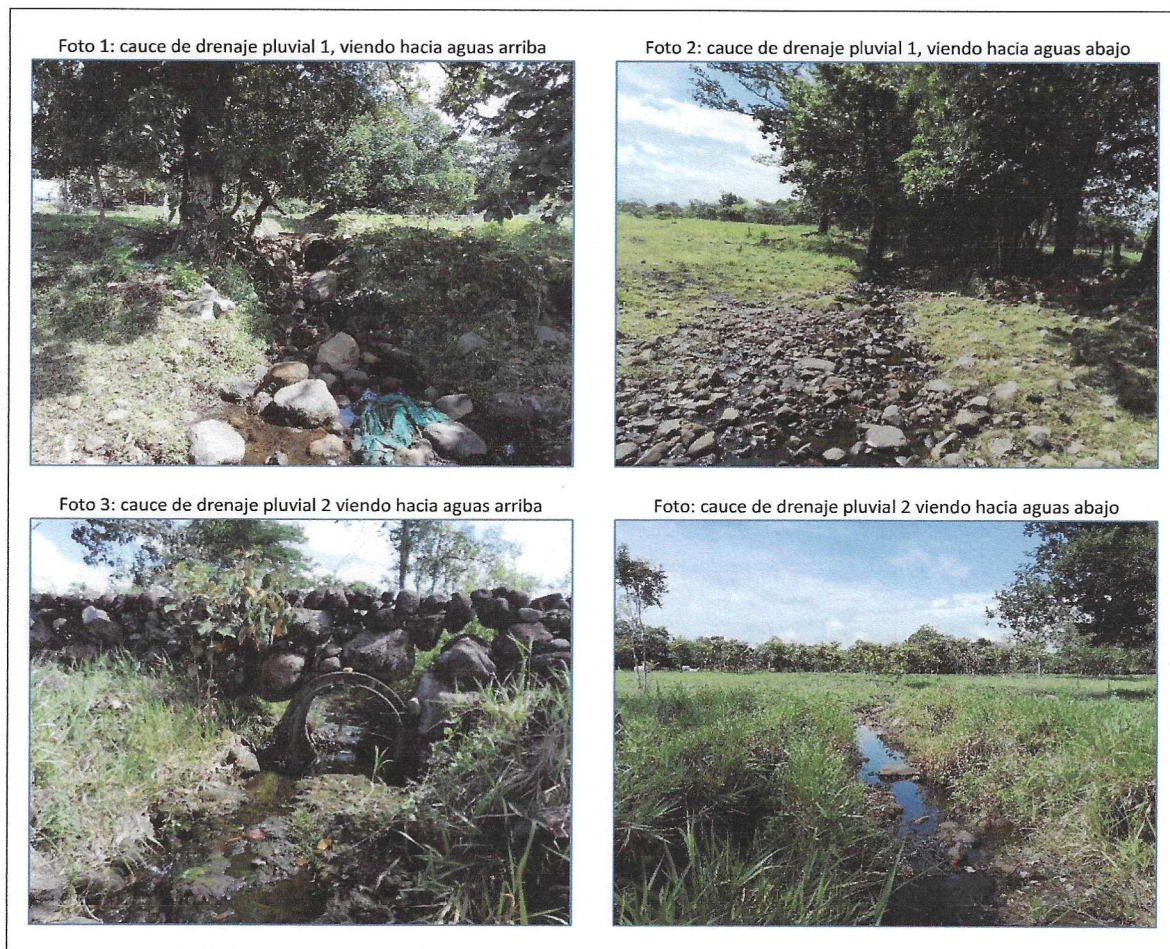 Foto 1: cauce de drenaje pluvial 1, viendo hacia aguas arriba
Foto 2: cauce de drenaje pluvial 1, viendo hacia aguas abajo
Foto 3: cauce de drenaje pluvial 2 viendo hacia aguas arriba
Foto: cauce de drenaje pluvial 2 viendo hacia aguas abajo